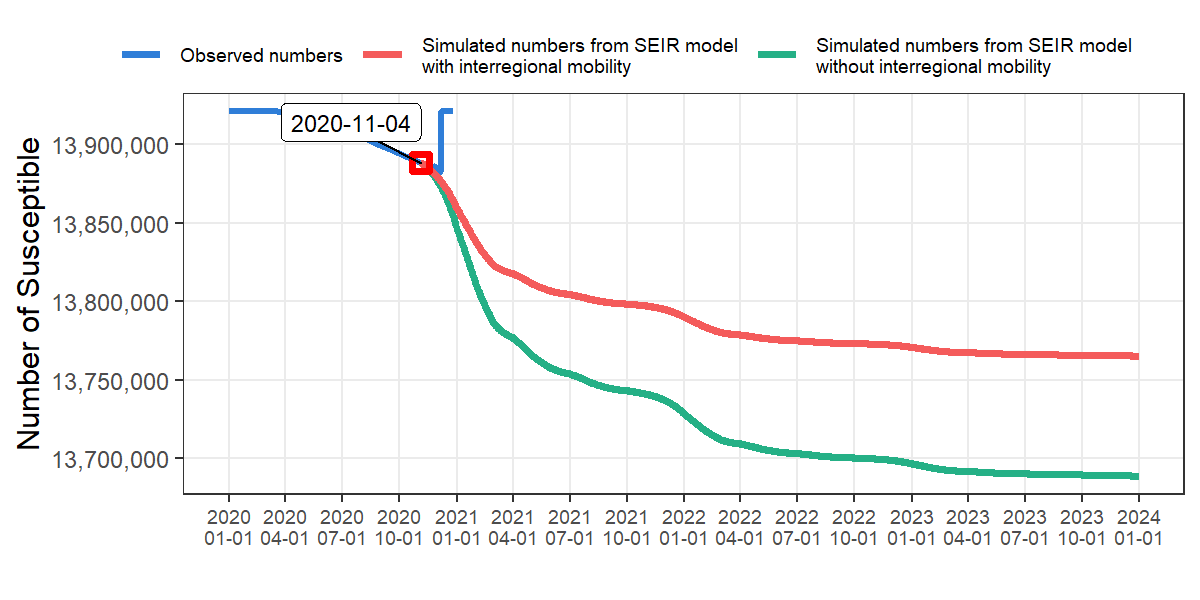 Observed numbers
Simulated numbers from SEIR model
with interregional mobility
Simulated numbers from SEIR model
without interregional mobility
Number of Susceptible
13,900,000
13,850,000
13,800,000
13,750,000
13,700,000
2020-11-04
2020 2020 2020 2020 2021 2021 2021 2021 2022 2022 2022 2022 2023 2023 2023 2023 2024
01-01 04-01 07-01 10-01 01-01 04-01 07-01 10-01 01-01 04-01 07-01 10-01 01-01 04-01 07-01 10-01 01-01